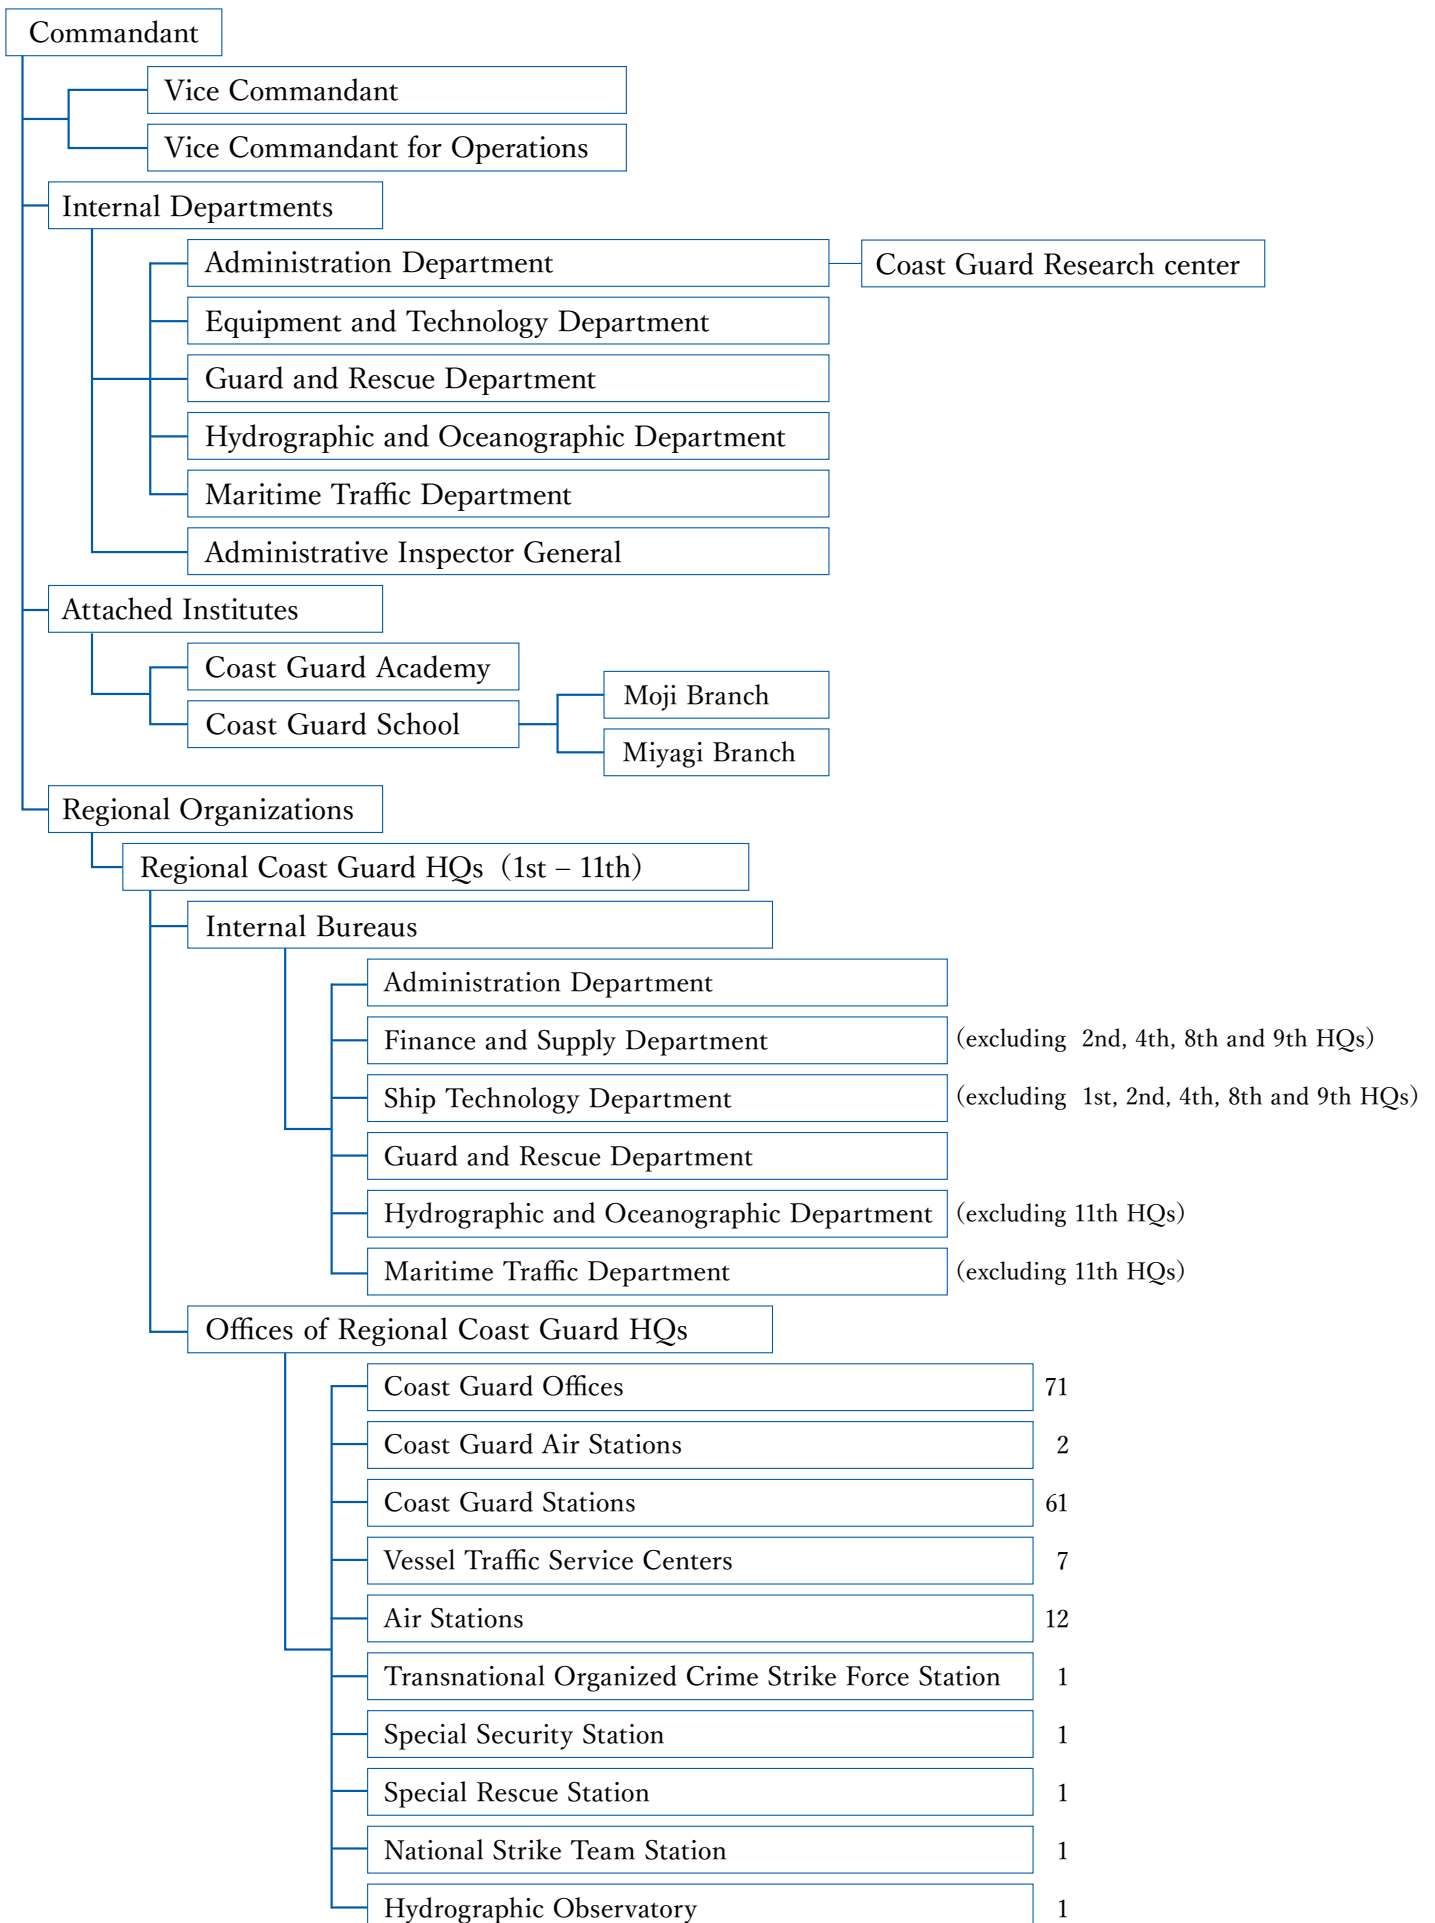 Commandant
Vice Commandant
Vice Commandant for Operations
Internal Departments
Administration Department
Coast Guard Research center
Equipment and Technology Department
Guard and Rescue Department
Hydrographic and Oceanographic Department
Maritime Traffic Department
Administrative Inspector General
Attached Institutes
Coast Guard Academy
Coast Guard School
Moji Branch
Miyagi Branch
Regional Organizations
Regional Coast Guard HQs (1st – 11th)
Internal Bureaus
Administration Department
Finance and Supply Department (excluding 2nd, 4th, 8th and 9th HQs)
Ship Technology Department (excluding 1st, 2nd, 4th, 8th and 9th HQs)
Guard and Rescue Department
Hydrographic and Oceanographic Department (excluding 11th HQs)
Maritime Traffic Department (excluding 11th HQs)
Offices of Regional Coast Guard HQs
Coast Guard Offices 71
Coast Guard Air Stations 2
Coast Guard Stations 61
Vessel Traffic Service Centers 7
Air Stations 12
Transnational Organized Crime Strike Force Station 1
Special Security Station 1
Special Rescue Station 1
National Strike Team Station 1
Hydrographic Observatory 1